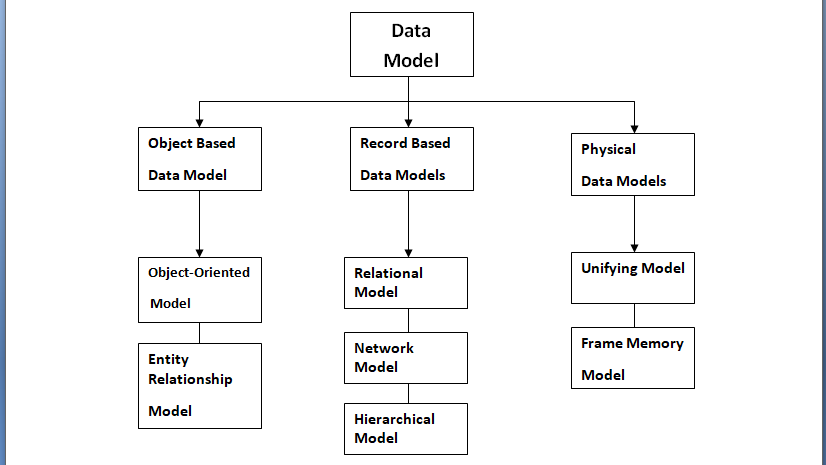 Data
Model
Object Based
Data Model
Record Based
Data Models
Physical
Data Models
Object-Oriented
Model
Entity
Relationship
Model
Relational
Model
Network
Model
Hierarchical
Model
Unifying Model
Frame Memory
Model